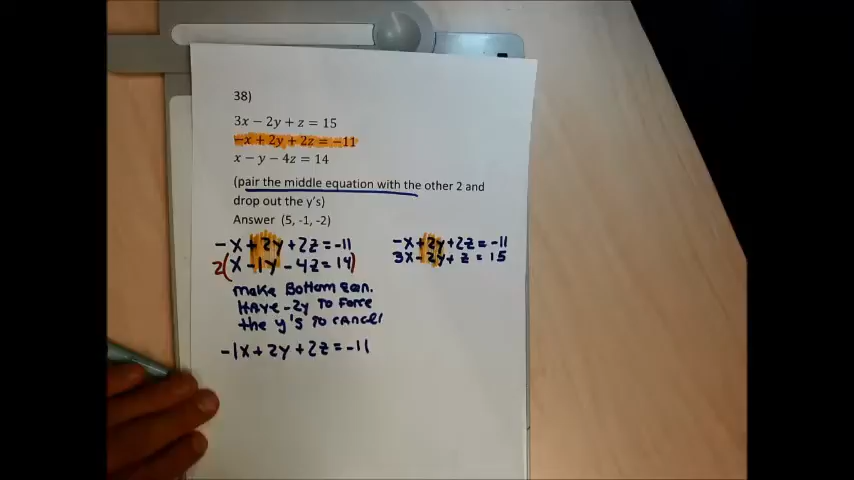 38)
3x − 2y + z = 15
−x + 2y + 2z = −11
x − y − 4z = 14
(pair the middle equation with the other 2 and
drop out the y's)
Answer (5, -1, -2)
-x +2y +2z = -11
2(x -1y -4z = 14)
make Bottom Eqn.
HAVE -2y To Force
the y's To cancel
-1x + 2y + 2z = -11
-x +2y +2z = -11
3x -2y + z = 15